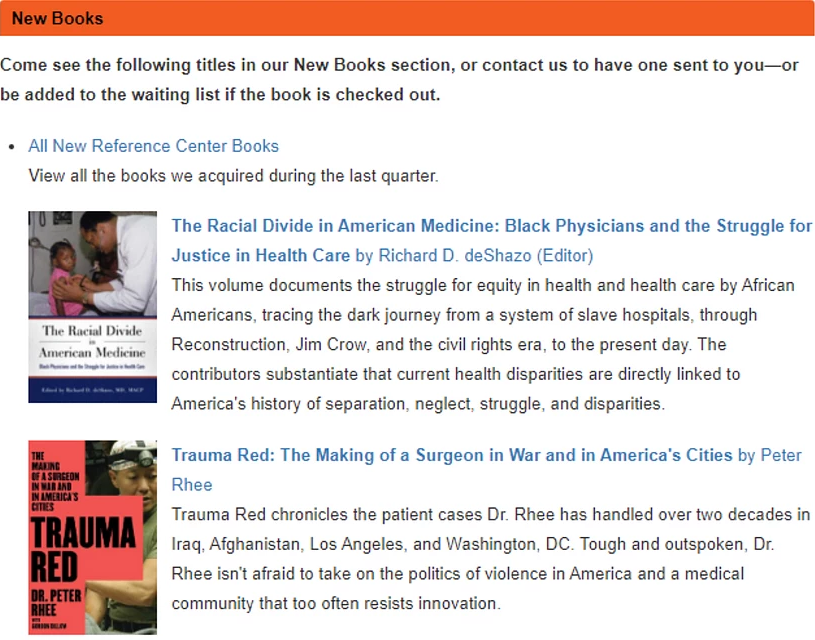 New Books
Come see the following titles in our New Books section, or contact us to have one sent to you—or
be added to the waiting list if the book is checked out.
All New Reference Center Books
View all the books we acquired during the last quarter.
The Racial Divide in American Medicine: Black Physicians and the Struggle for
Justice in Health Care by Richard D. deShazo (Editor)
This volume documents the struggle for equity in health and health care by African
Americans, tracing the dark journey from a system of slave hospitals, through
Reconstruction, Jim Crow, and the civil rights era, to the present day. The
contributors substantiate that current health disparities are directly linked to
America's history of separation, neglect, struggle, and disparities.
The Racial Divide
in
American Medicine
Black Physicians and the Struggle for Justice in Health Care
Edited by Richard D. deShazo, MD, MACP
Trauma Red: The Making of a Surgeon in War and in America's Cities by Peter
Rhee
Trauma Red chronicles the patient cases Dr. Rhee has handled over two decades in
Iraq, Afghanistan, Los Angeles, and Washington, DC. Tough and outspoken, Dr.
Rhee isn't afraid to take on the politics of violence in America and a medical
community that too often resists innovation.
THE
MAKING
OF A SURGEON
IN WAR AND
IN AMERICA'S
CITIES
TRAUMA
RED
DR. PETER
RHEE
WITH
GORDON DILLOW